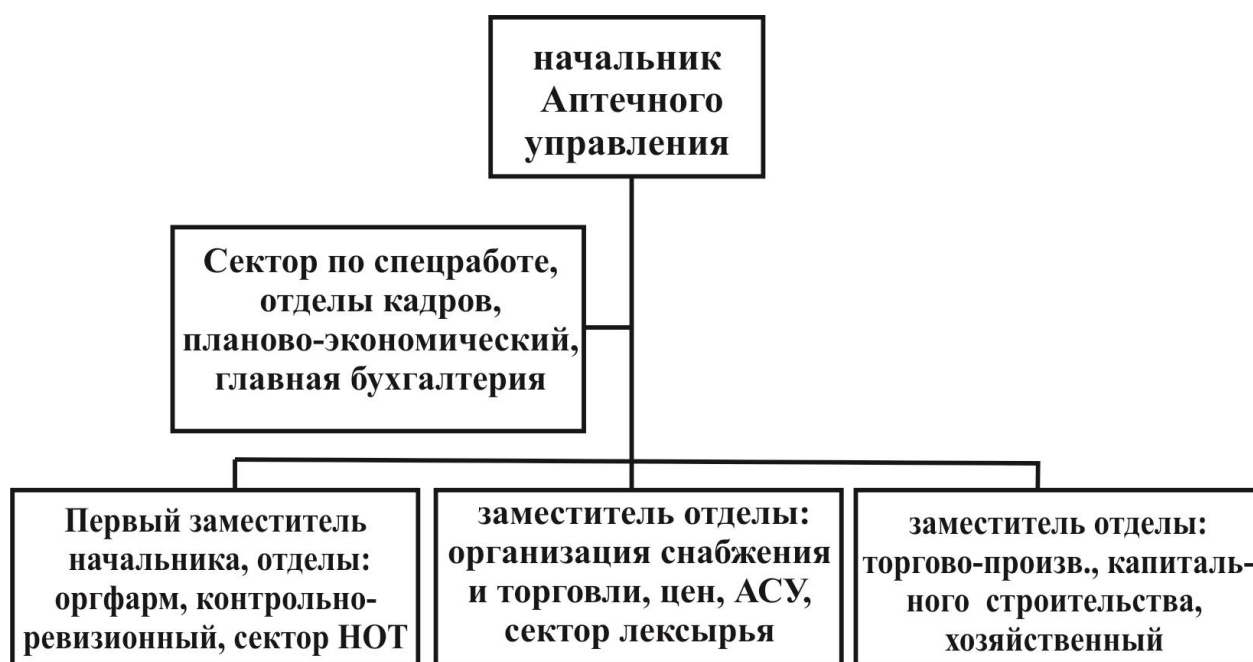 начальник
Аптечного
управления
Сектор по спецработе,
отделы кадров,
планово-экономический,
главная бухгалтерия
Первый заместитель
начальника, отделы:
оргфарм, контрольно-
ревизионный, сектор НОТ
заместитель отделы:
организация снабжения
и торговли, цен, АСУ,
сектор лексырья
заместитель отделы:
торгово-произв., капиталь-
ного строительства,
хозяйственный